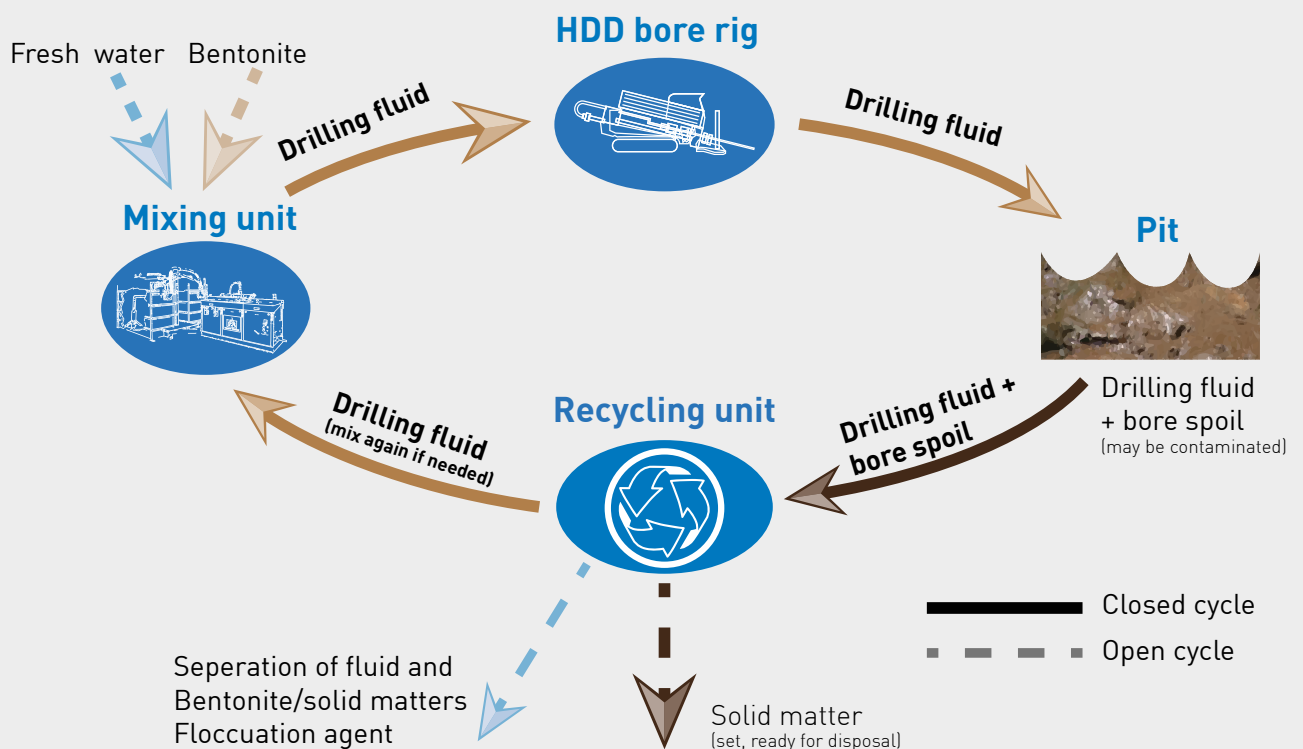 HDD bore rig
Fresh water
Bentonite
Drilling fluid
Drilling fluid
Mixing unit
Pit
Drilling fluid
+ bore spoil
(may be contaminated)
Drilling fluid +
bore spoil
Recycling unit
Drilling fluid
(mix again if needed)
Closed cycle
Open cycle
Seperation of fluid and
Bentonite/solid matters
Floccuation agent
Solid matter
(set, ready for disposal)